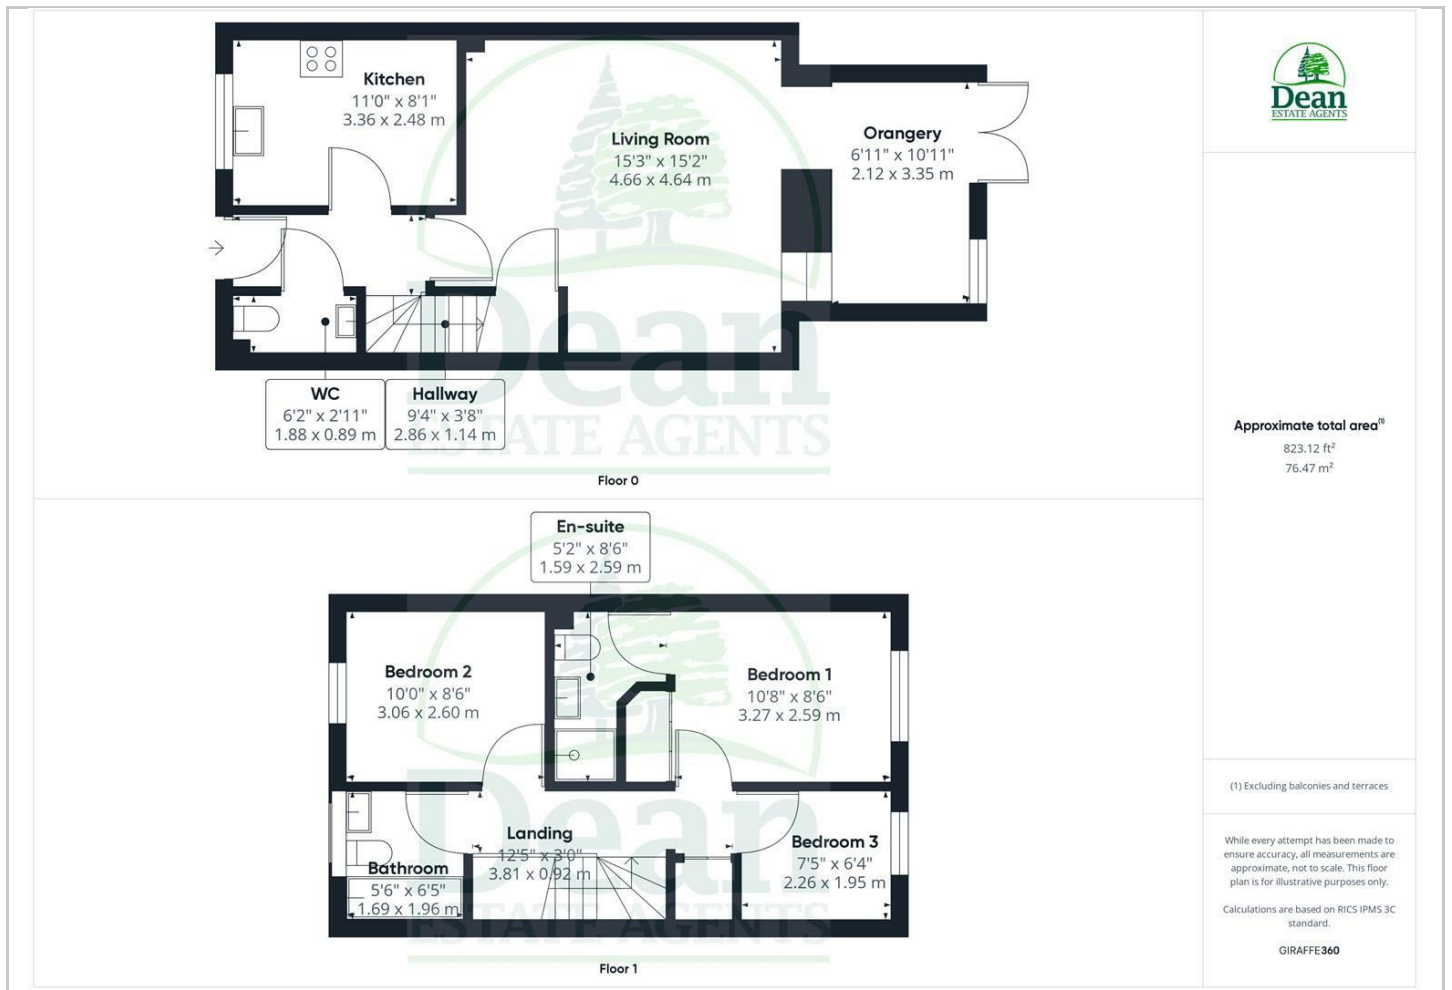 Kitchen
11'0" x 8'1"
3.36 x 2.48 m
Living Room
15'3" x 15'2"
4.66 x 4.64 m
Orangery
6'11" x 10'11"
2.12 x 3.35 m
WC
6'2" x 2'11"
1.88 x 0.89 m
Hallway
9'4" x 3'8"
2.86 x 1.14 m
Dean
ESTATE AGENTS
Floor 0
En-suite
5'2" x 8'6"
1.59 x 2.59 m
Bedroom 2
10'0" x 8'6"
3.06 x 2.60 m
Bedroom 1
10'8" x 8'6"
3.27 x 2.59 m
Landing
12'5" x 3'0"
3.81 x 0.92 m
Bathroom
5'6" x 6'5"
1.69 x 1.96 m
Bedroom 3
7'5" x 6'4"
2.26 x 1.95 m
Dean
ESTATE AGENTS
Floor 1
Dean
ESTATE AGENTS
Approximate total area(1)
823.12 ft²
76.47 m²
(1) Excluding balconies and terraces
While every attempt has been made to
ensure accuracy, all measurements are
approximate, not to scale. This floor
plan is for illustrative purposes only.
Calculations are based on RICS IPMS 3C
standard.
GIRAFFE360